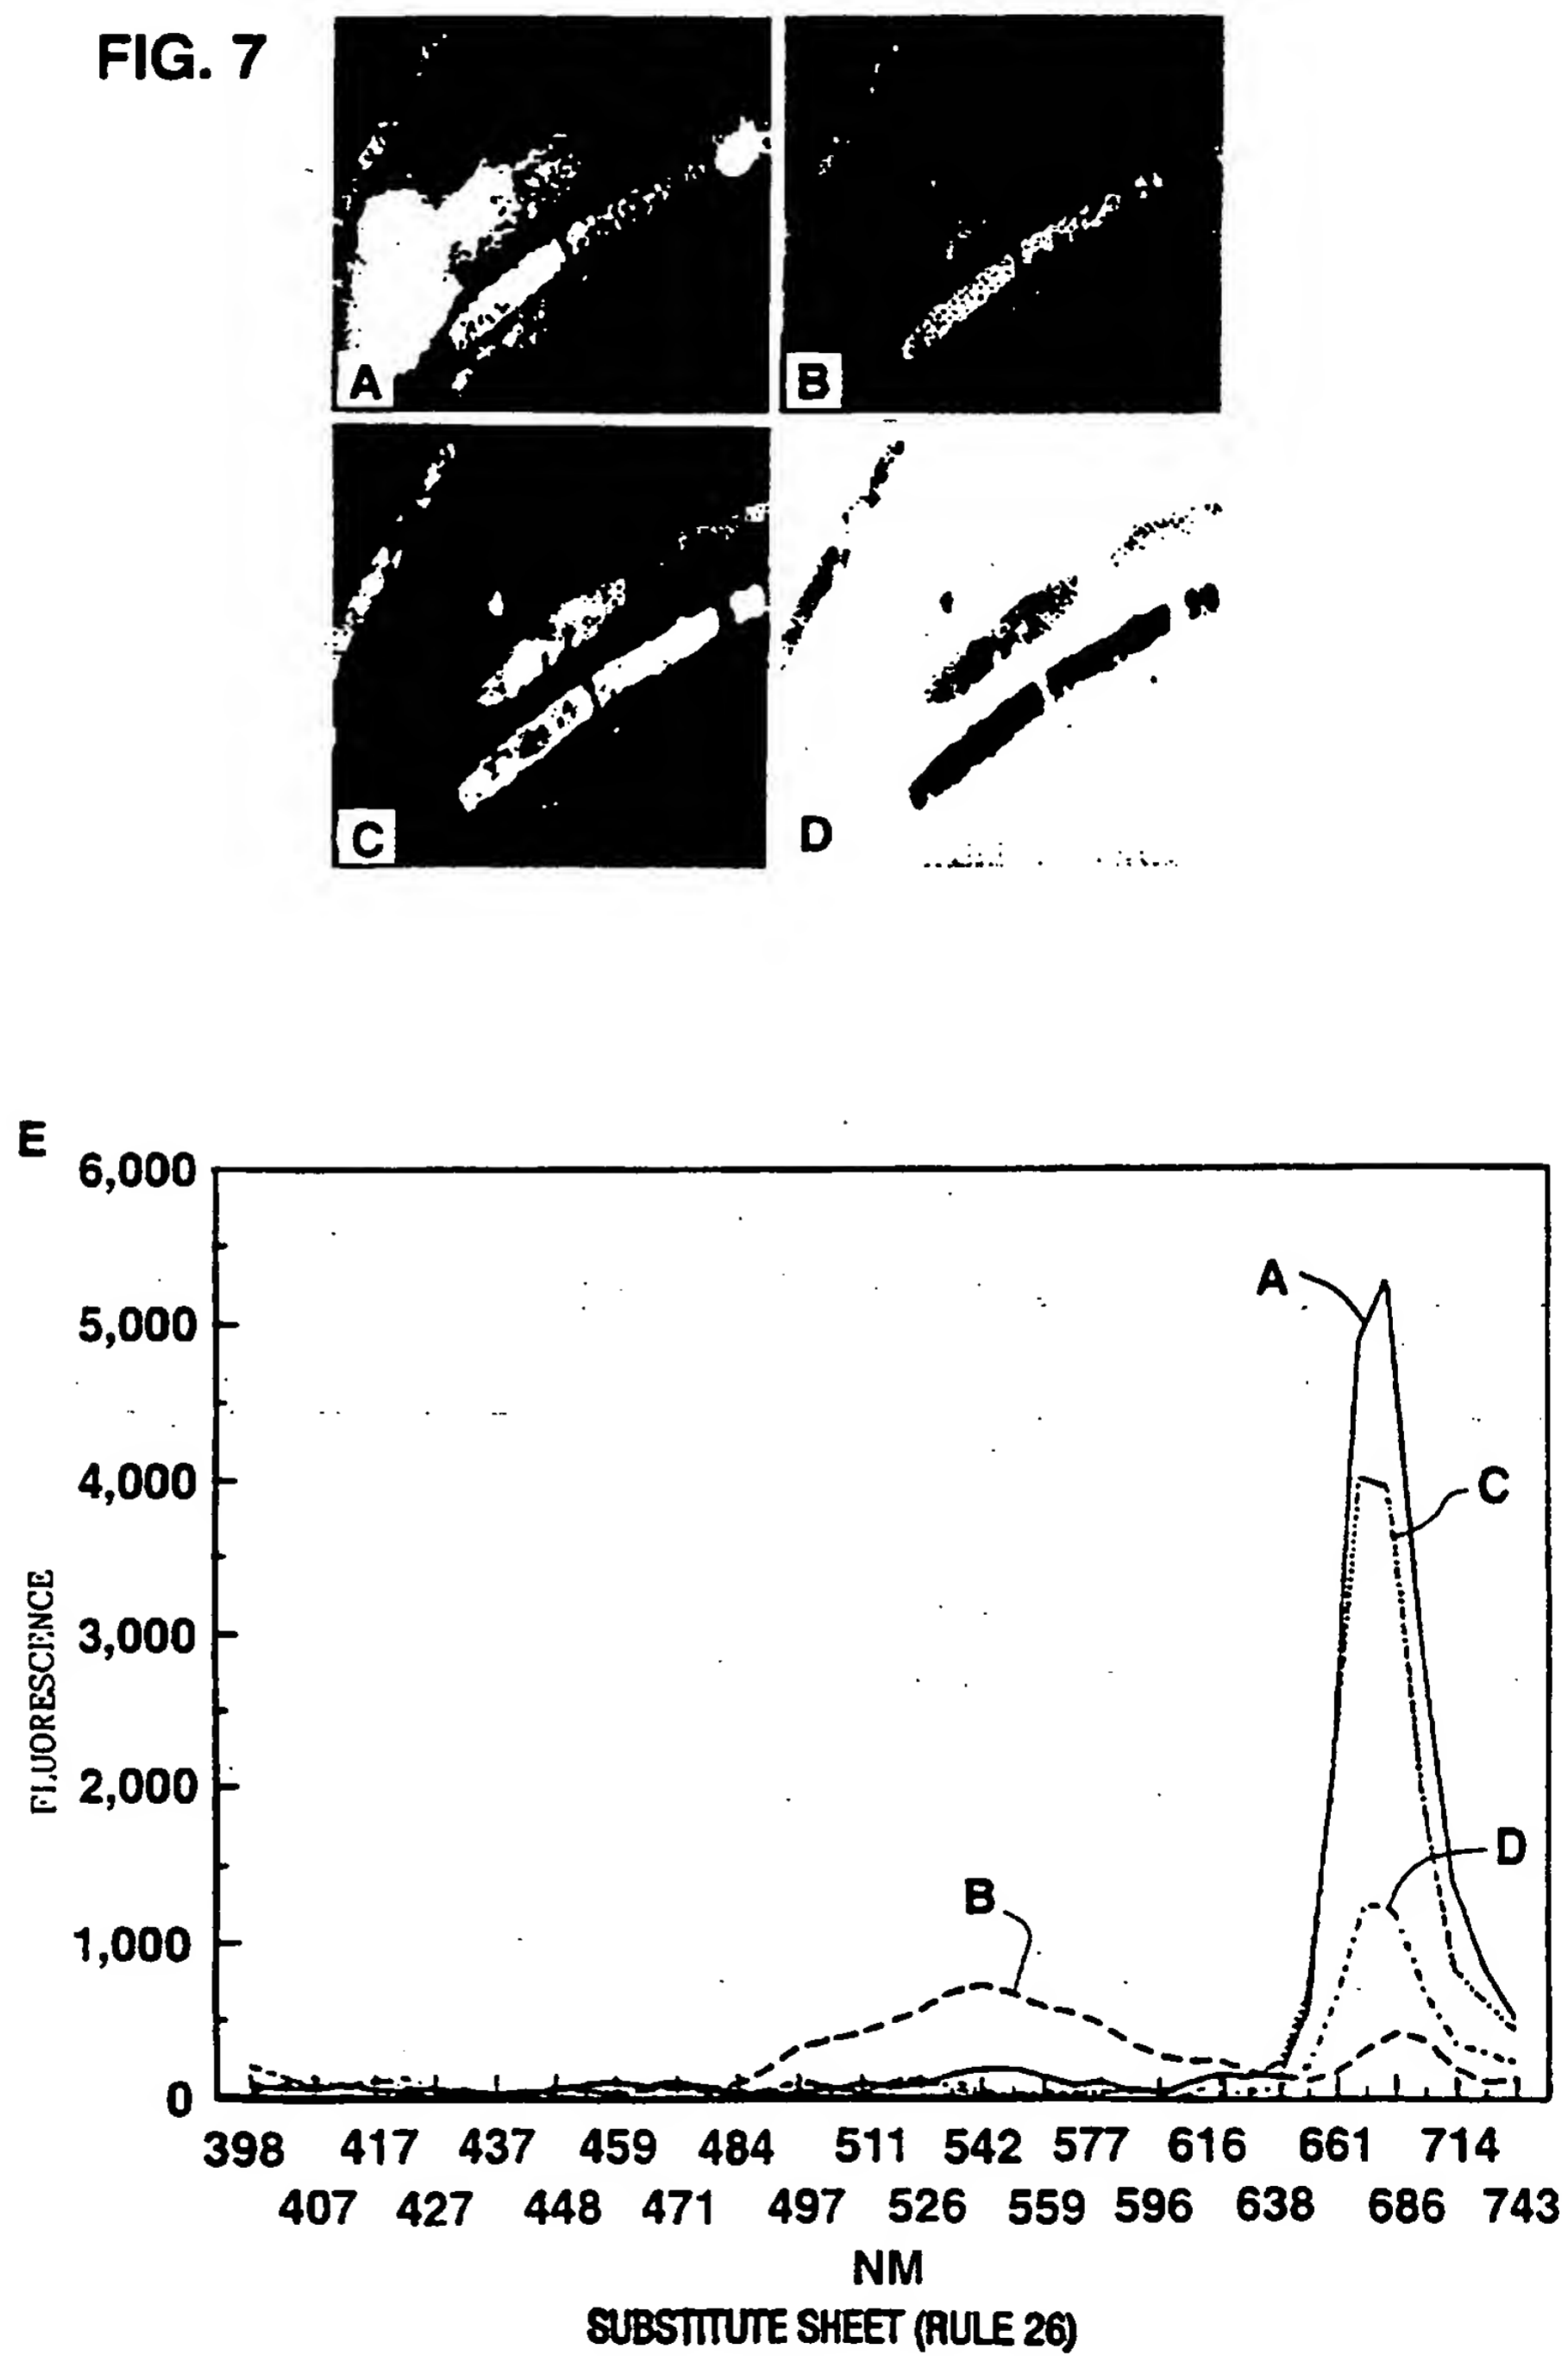 FIG. 7
A
B
C
D
E
6,000
5,000
4,000
3,000
2,000
1,000
0
FLUORESCENCE
A
C
D
B
398 417 437 459 484 511 542 577 616 661 714
407 427 448 471 497 526 559 596 638 686 743
NM
SUBSTITUTE SHEET (RULE 26)